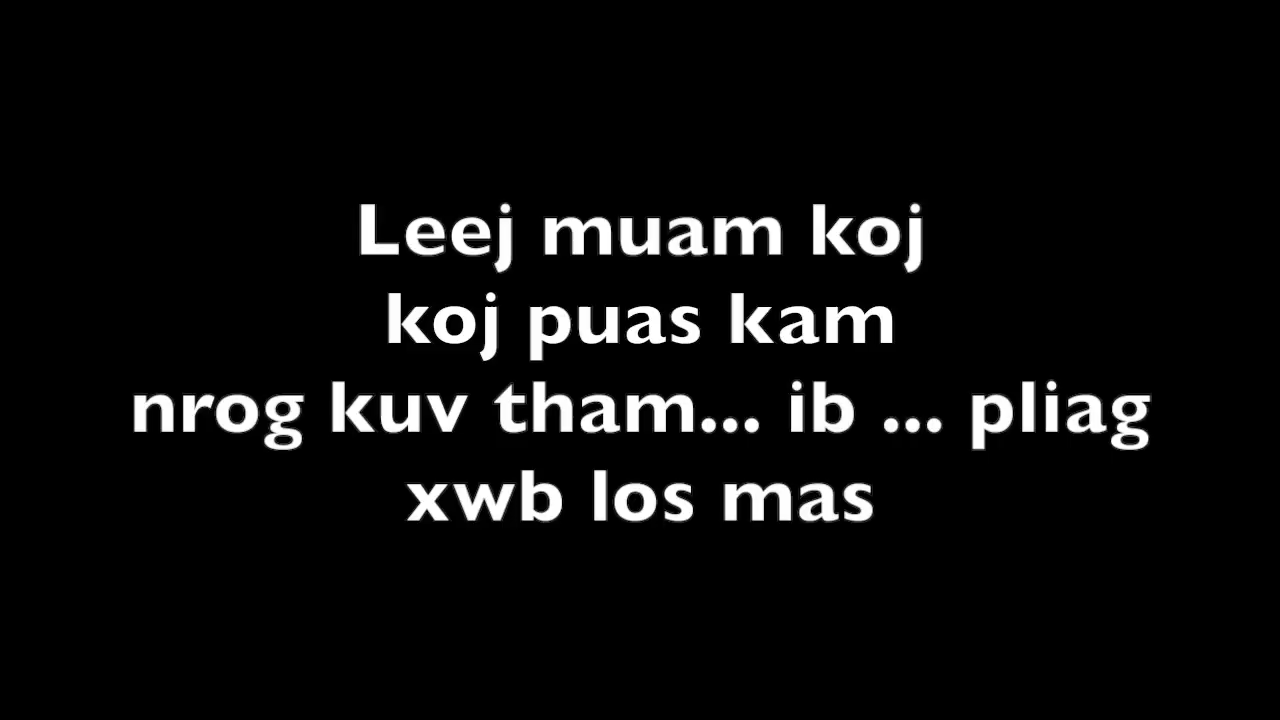 Leej muam koj
koj puas kam
nrog kuv tham... ib ... pliag
xwb los mas